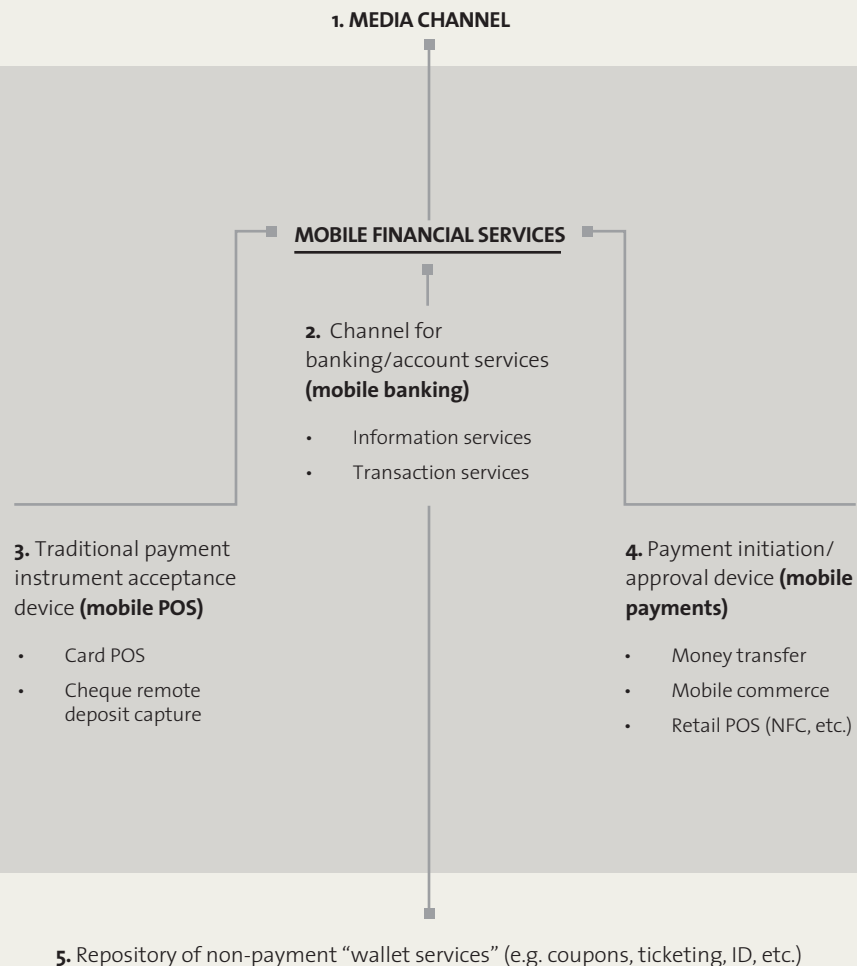 1. MEDIA CHANNEL
MOBILE FINANCIAL SERVICES
2. Channel for
banking/account services
(mobile banking)
• Information services
• Transaction services
3. Traditional payment
instrument acceptance
device (mobile POS)
• Card POS
• Cheque remote
deposit capture
4. Payment initiation/
approval device (mobile
payments)
• Money transfer
• Mobile commerce
• Retail POS (NFC, etc.)
5. Repository of non-payment “wallet services” (e.g. coupons, ticketing, ID, etc.)